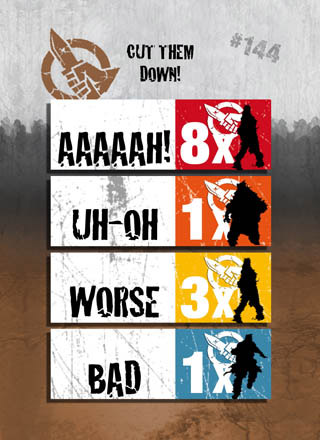 CUT THEM
DOWN!
#144
AAAAAH! 8x
UH-OH 1x
WORSE 3x
BAD 1x